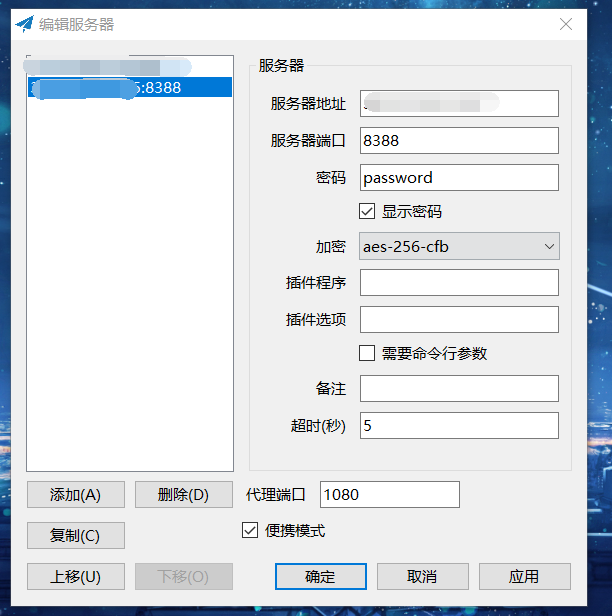 编辑服务器
:8388
服务器
服务器地址
服务器端口
8388
密码
password
显示密码
加密
aes-256-cfb
插件程序
插件选项
需要命令行参数
备注
超时(秒)
5
添加(A)
删除(D)
代理端口
1080
复制(C)
便携模式
上移(U)
下移(O)
确定
取消
应用